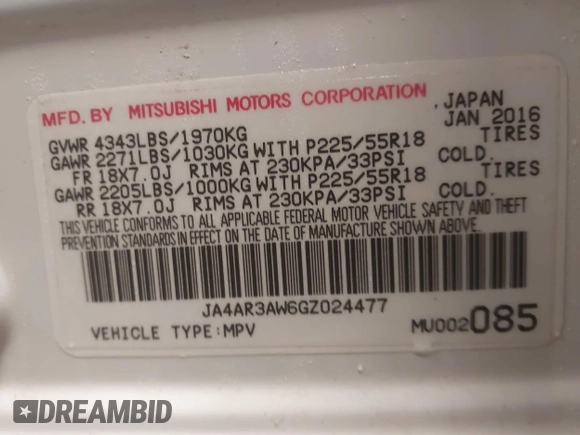 MFD. BY MITSUBISHI MOTORS CORPORATION , JAPAN
GVWR 4343LBS/1970KG JAN 2016
GAWR 2271LBS/1030KG WITH P225/55R18 TIRES
FR 18X7.0J RIMS AT 230KPA/33PSI COLD.
GAWR 2205LBS/1000KG WITH P225/55R18 TIRES
RR 18X7.0J RIMS AT 230KPA/33PSI COLD.
THIS VEHICLE CONFORMS TO ALL APPLICABLE FEDERAL MOTOR VEHICLE SAFETY AND THEFT
PREVENTION STANDARDS IN EFFECT ON THE DATE OF MANUFACTURE SHOWN ABOVE.
JA4AR3AW6GZ024477
VEHICLE TYPE:MPV MU002085
DREAMBID